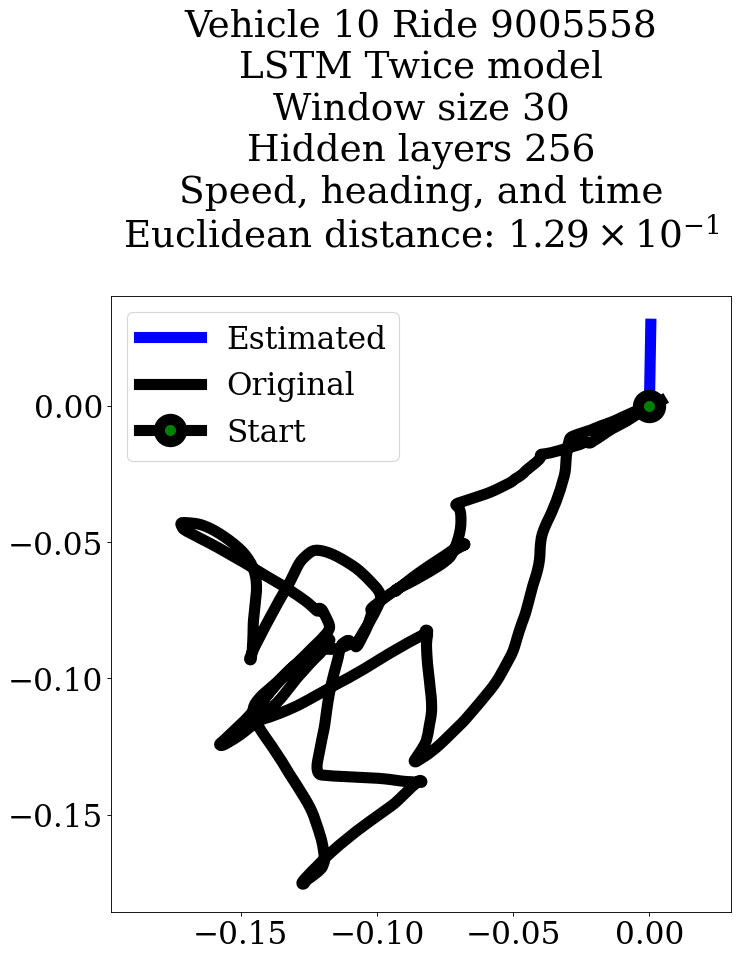 Vehicle 10 Ride 9005558
LSTM Twice model
Window size 30
Hidden layers 256
Speed, heading, and time
Euclidean distance: 1.29 × 10⁻¹
Estimated
Original
Start
0.00
−0.05
−0.10
−0.15
−0.15 −0.10 −0.05 0.00